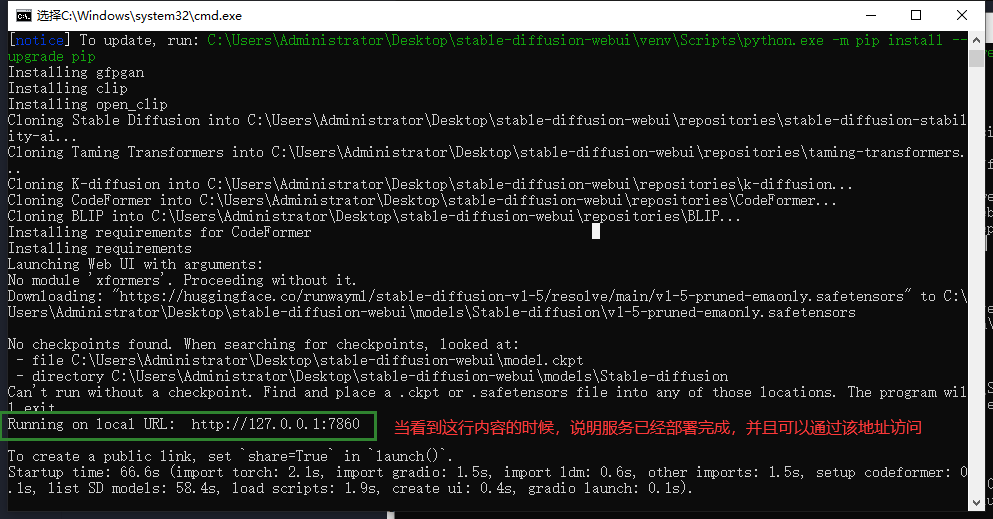 选择C:\Windows\system32\cmd.exe
[notice] To update, run: C:\Users\Administrator\Desktop\stable-diffusion-webui\venv\Scripts\python.exe -m pip install --
upgrade pip
Installing gfpgan
Installing clip
Installing open_clip
Cloning Stable Diffusion into C:\Users\Administrator\Desktop\stable-diffusion-webui\repositories\stable-diffusion-stabil
ity-ai...
Cloning Taming Transformers into C:\Users\Administrator\Desktop\stable-diffusion-webui\repositories\taming-transformers.
..
Cloning K-diffusion into C:\Users\Administrator\Desktop\stable-diffusion-webui\repositories\k-diffusion...
Cloning CodeFormer into C:\Users\Administrator\Desktop\stable-diffusion-webui\repositories\CodeFormer...
Cloning BLIP into C:\Users\Administrator\Desktop\stable-diffusion-webui\repositories\BLIP...
Installing requirements for CodeFormer
Installing requirements
Launching Web UI with arguments:
No module 'xformers'. Proceeding without it.
Downloading: "https://huggingface.co/runwayml/stable-diffusion-v1-5/resolve/main/v1-5-pruned-emaonly.safetensors" to C:\
Users\Administrator\Desktop\stable-diffusion-webui\models\Stable-diffusion\v1-5-pruned-emaonly.safetensors
No checkpoints found. When searching for checkpoints, looked at:
- file C:\Users\Administrator\Desktop\stable-diffusion-webui\model.ckpt
- directory C:\Users\Administrator\Desktop\stable-diffusion-webui\models\Stable-diffusion
Can't run without a checkpoint. Find and place a .ckpt or .safetensors file into any of those locations. The program wil
l exit
Running on local URL: http://127.0.0.1:7860 当看到这行内容的时候，说明服务已经部署完成，并且可以通过该地址访问
To create a public link, set `share=True` in `launch()`.
Startup time: 66.6s (import torch: 2.1s, import gradio: 1.5s, import ldm: 0.6s, other imports: 1.5s, setup codeformer: 0
.1s, list SD models: 58.4s, load scripts: 1.9s, create ui: 0.4s, gradio launch: 0.1s).